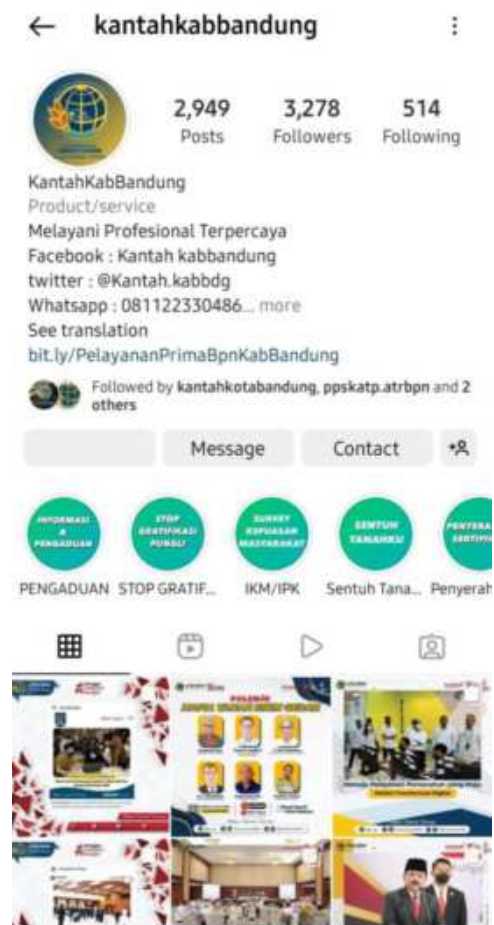 kantahkabbandung
2,949 3,278 514
Posts Followers Following
KantahKabBandung
Product/service
Melayani Profesional Terpercaya
Facebook : Kantah kabbandung
twitter : @Kantah.kabbdg
Whatsapp : 081122330486... more
See translation
bit.ly/PelayananPrimaBpnKabBandung
Followed by kantahkotabandung, ppskatp.atrbpn and 2
others
Message Contact
INFORMASI
&
PENGADUAN
STOP
GRATIFIKASI
PUNGLI
SURVEY
KEPUASAN
MASYARAKAT
SENTUH
TANAHKU
PENYERA
SERTIPI
PENGADUAN STOP GRATIF... IKM/IPK Sentuh Tana... Penyerah